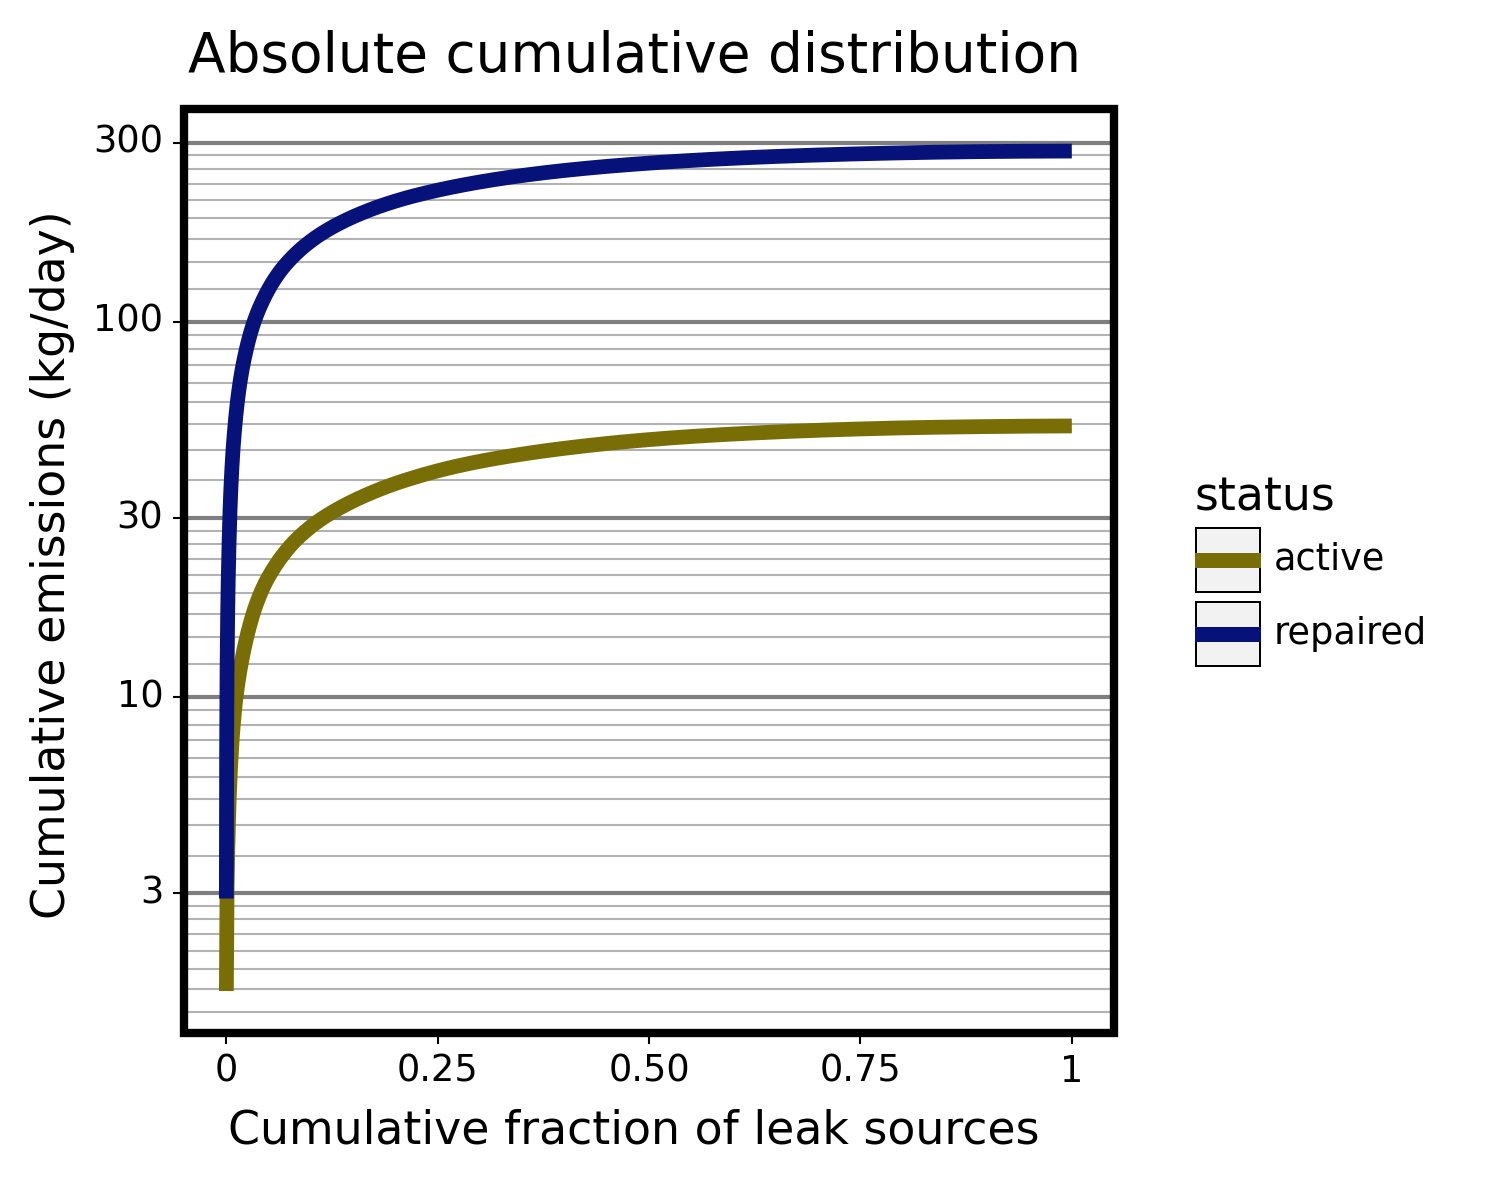 Absolute cumulative distribution
Cumulative emissions (kg/day)
300
100
30
10
3
0
0.25
0.50
0.75
1
Cumulative fraction of leak sources
status
active
repaired